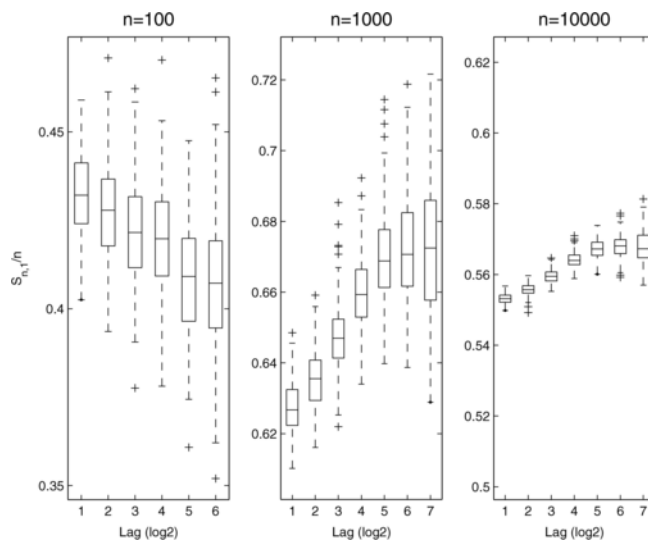 n=100
n=1000
n=10000
S_{n,1}/n
0.45
0.4
0.35
1 2 3 4 5 6
Lag (log2)
0.72
0.7
0.68
0.66
0.64
0.62
1 2 3 4 5 6 7
Lag (log2)
0.62
0.6
0.58
0.56
0.54
0.52
0.5
1 2 3 4 5 6 7
Lag (log2)